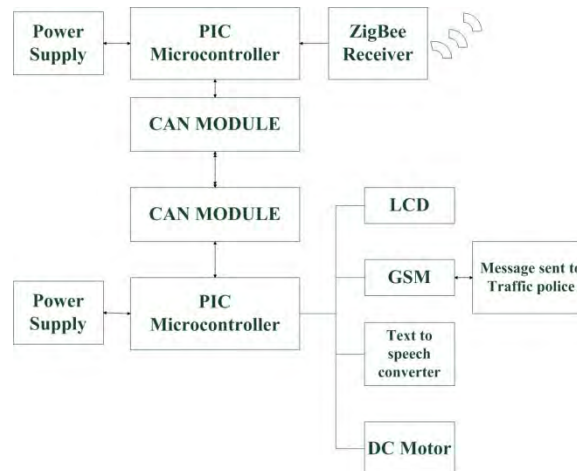 Power
Supply
PIC
Microcontroller
ZigBee
Receiver
CAN MODULE
CAN MODULE
LCD
GSM
Message sent to
Traffic police
Power
Supply
PIC
Microcontroller
Text to
speech
converter
DC Motor